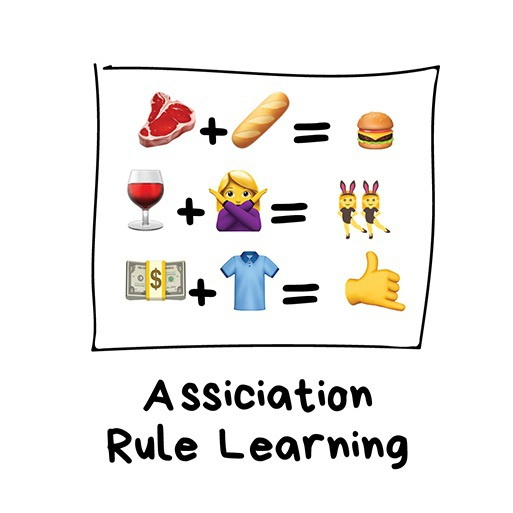 + =
+ =
+ =
Assiciation
Rule Learning